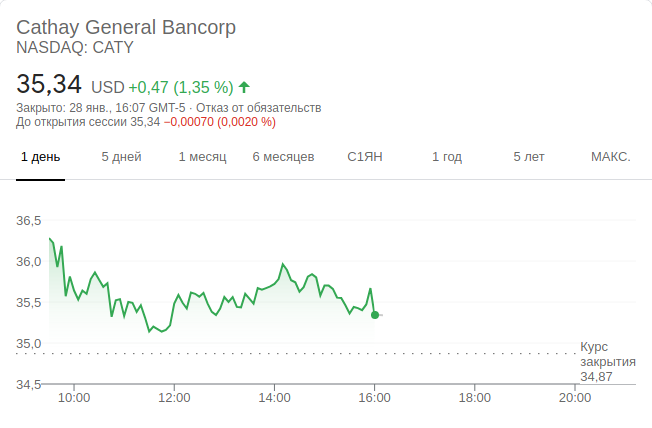 Cathay General Bancorp
NASDAQ: CATY
35,34 USD +0,47 (1,35 %)
Закрыто: 28 янв., 16:07 GMT-5 · Отказ от обязательств
До открытия сессии 35,34 −0,00070 (0,0020 %)
1 день 5 дней 1 месяц 6 месяцев С1ЯН 1 год 5 лет МАКС.
36,5
36,0
35,5
35,0
Курс
закрытия
34,87
34,5
10:00 12:00 14:00 16:00 18:00 20:00